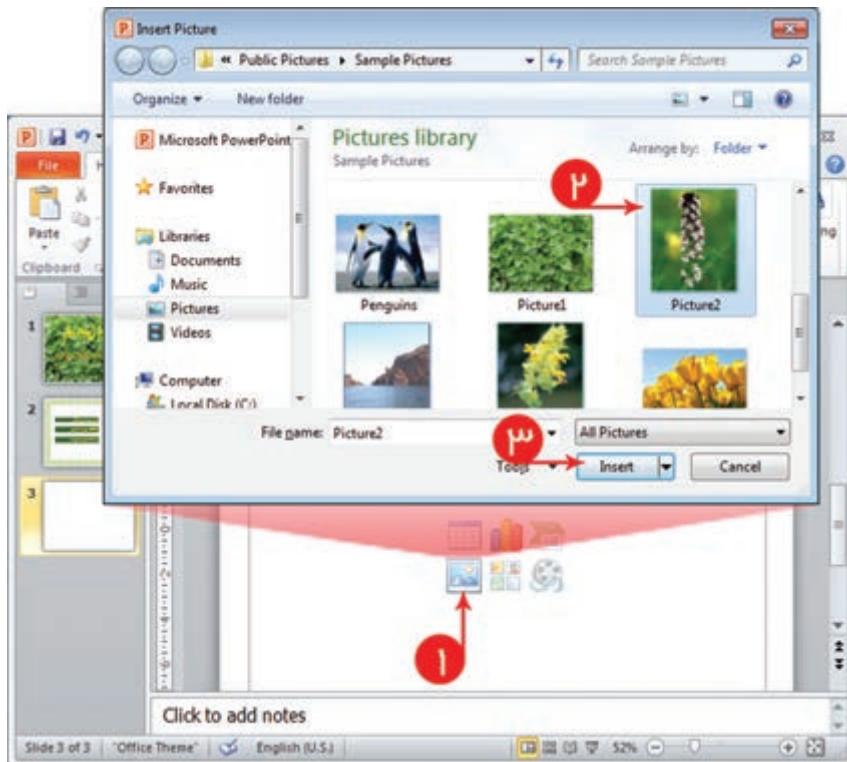 Insert Picture
« Public Pictures ▸ Sample Pictures
Search Sample Pictures
Organize
New folder
Microsoft PowerPoint
Favorites
Libraries
Documents
Music
Pictures
Videos
Computer
Local Disk (C:)
Pictures library
Sample Pictures
Arrange by: Folder
۲
Penguins
Picture1
Picture2
File name: Picture2
All Pictures
۳
Tools
Insert
Cancel
File
Paste
Clipboard
1
2
3
۱
Click to add notes
Slide 3 of 3
"Office Theme"
English (U.S.)
52%